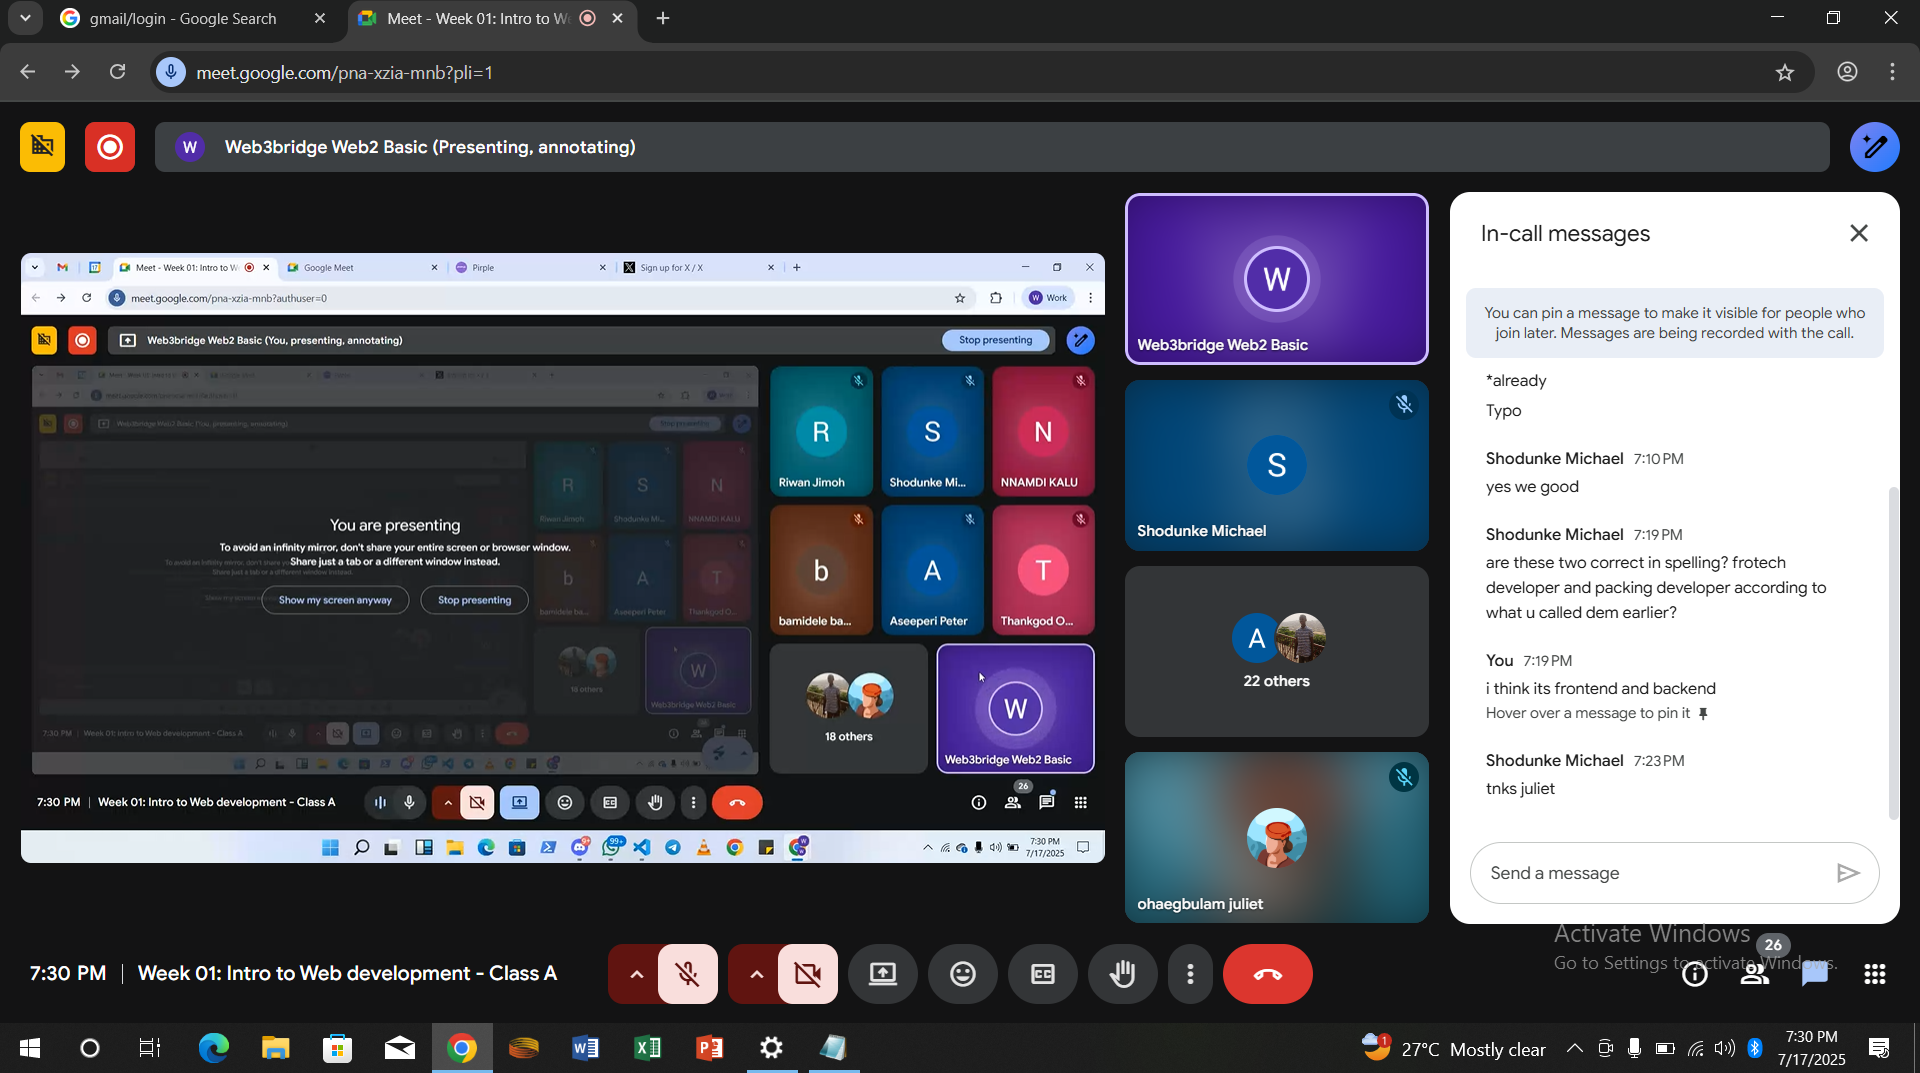 gmail/login - Google Search
Meet - Week 01: Intro to W
meet.google.com/pna-xzia-mnb?pli=1
W
Web3bridge Web2 Basic (Presenting, annotating)
Meet - Week 01: Intro to W
Google Meet
Pirple
Sign up for X / X
meet.google.com/pna-xzia-mnb?authuser=0
W
Work
Web3bridge Web2 Basic (You, presenting, annotating)
Stop presenting
You are presenting
To avoid an infinity mirror, don't share your entire screen or browser window.
Share just a tab or a different window instead.
Show my screen anyway
Stop presenting
R
Riwan Jimoh
S
Shodunke Mi...
N
NNAMDI KALU
b
bamidele ba...
A
Aseeperi Peter
T
Thankgod O...
18 others
W
Web3bridge Web2 Basic
7:30 PM
Week 01: Intro to Web development - Class A
26
99+
7:30 PM
7/17/2025
W
Web3bridge Web2 Basic
S
Shodunke Michael
A
22 others
ohaegbulam juliet
In-call messages
You can pin a message to make it visible for people who
join later. Messages are being recorded with the call.
*already
Typo
Shodunke Michael 7:10 PM
yes we good
Shodunke Michael 7:19 PM
are these two correct in spelling? frotech
developer and packing developer according to
what u called dem earlier?
You 7:19 PM
i think its frontend and backend
Hover over a message to pin it
Shodunke Michael 7:23 PM
tnks juliet
Send a message
Activate Windows
Go to Settings to activate Windows.
7:30 PM
Week 01: Intro to Web development - Class A
26
1
27°C Mostly clear
7:30 PM
7/17/2025